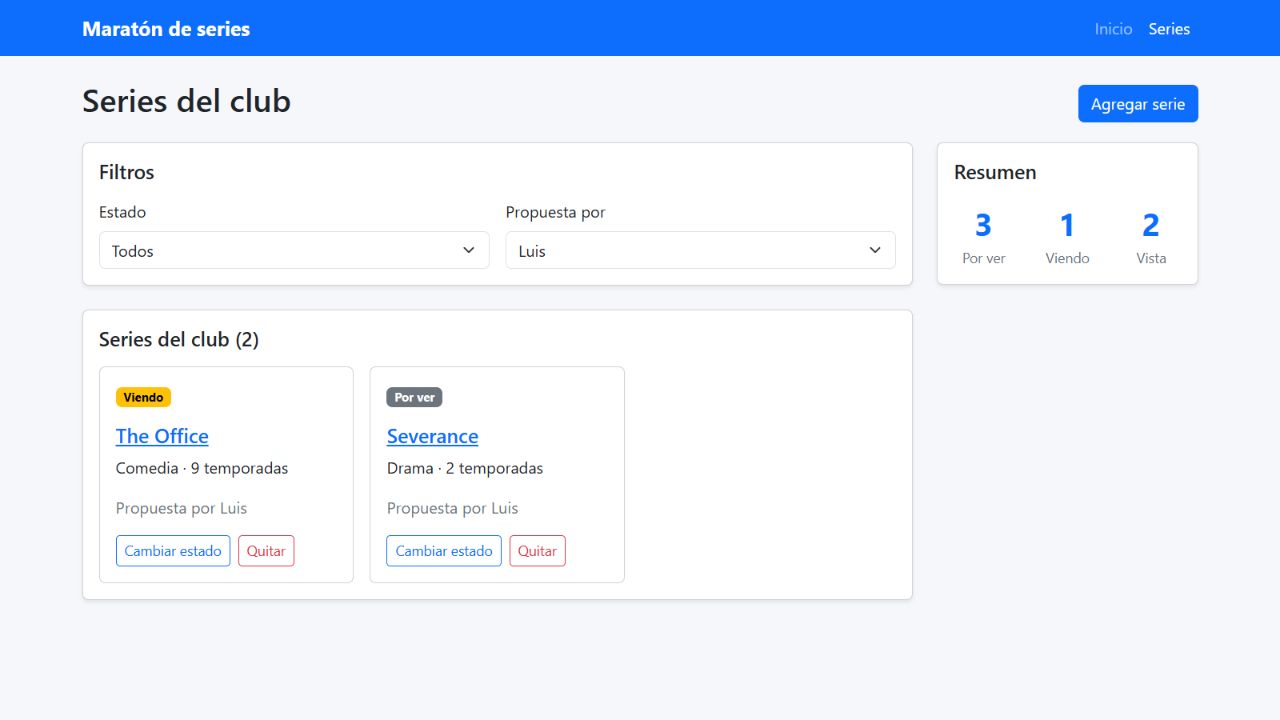 Maratón de series
Inicio
Series
Series del club
Agregar serie
Filtros
Estado
Todos
Propuesta por
Luis
Resumen
3
Por ver
1
Viendo
2
Vista
Series del club (2)
Viendo
The Office
Comedia · 9 temporadas
Propuesta por Luis
Cambiar estado
Quitar
Por ver
Severance
Drama · 2 temporadas
Propuesta por Luis
Cambiar estado
Quitar